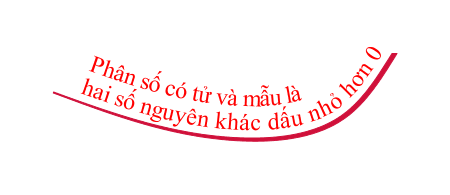 Phân số có tử và mẫu là
hai số nguyên khác dấu nhỏ hơn 0